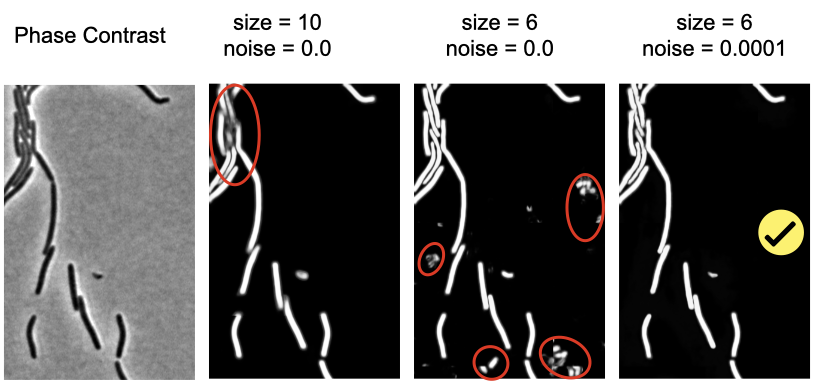 Phase Contrast
size = 10
noise = 0.0
size = 6
noise = 0.0
size = 6
noise = 0.0001